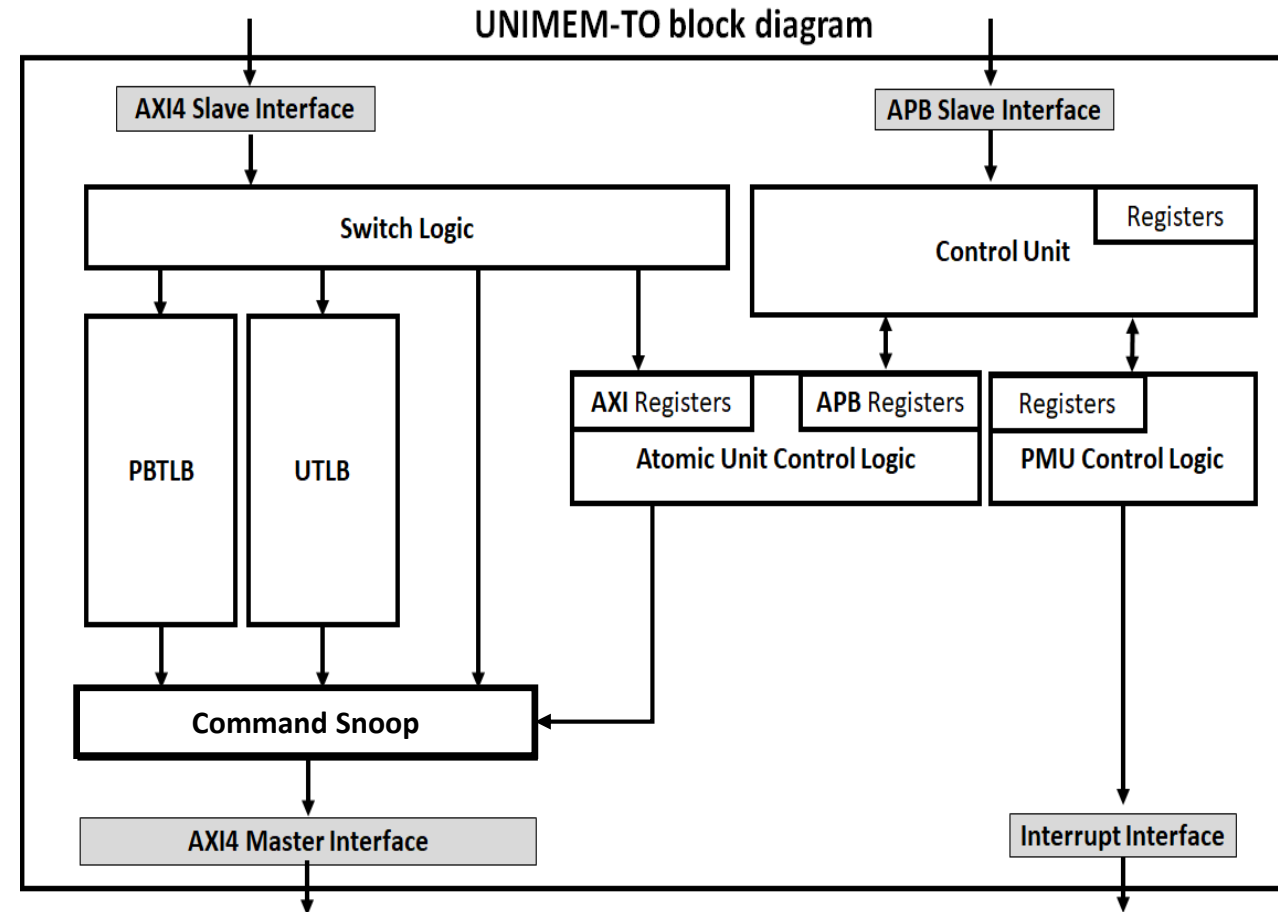 UNIMEM-TO block diagram
AXI4 Slave Interface
APB Slave Interface
Switch Logic
Registers
Control Unit
AXI Registers
APB Registers
Registers
Atomic Unit Control Logic
PMU Control Logic
PBTLB
UTLB
Command Snoop
AXI4 Master Interface
Interrupt Interface